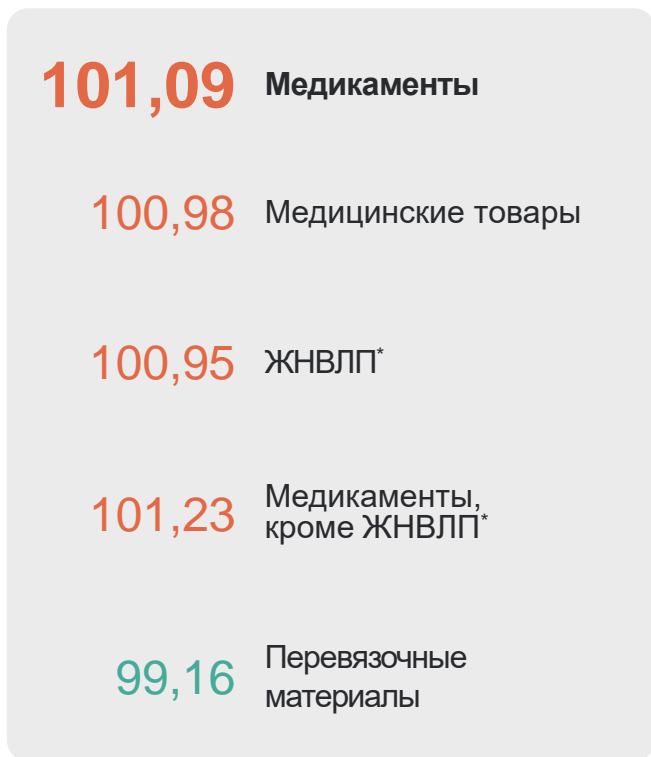 101,09 Медикаменты
100,98 Медицинские товары
100,95 ЖНВЛП*
101,23 Медикаменты,
кроме ЖНВЛП*
99,16 Перевязочные
материалы